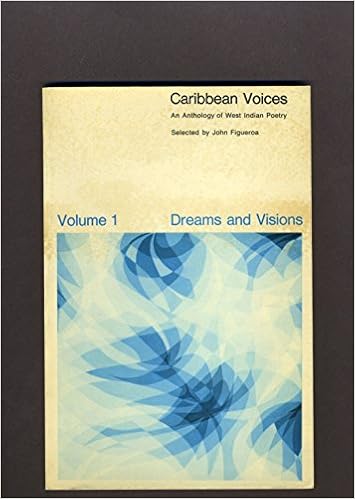 Caribbean Voices
An Anthology of West Indian Poetry
Selected by John Figueroa
Volume 1 Dreams and Visions